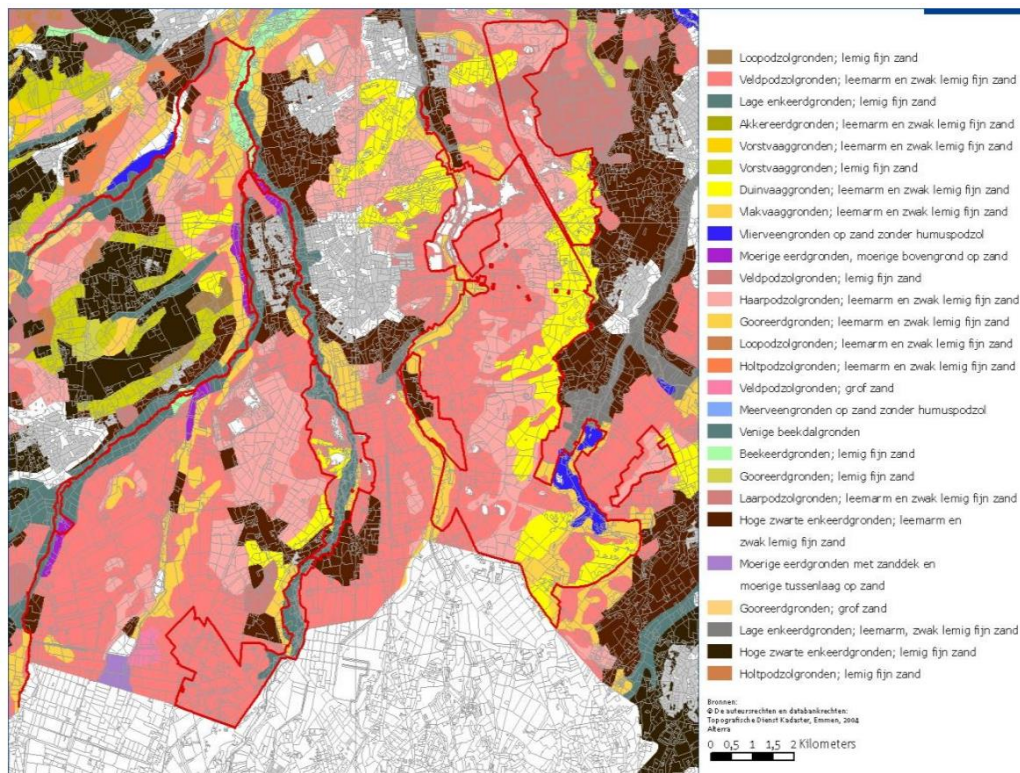 Loopodzolgronden; lemig fijn zand
Veldpodzolgronden; leemarm en zwak lemig fijn zand
Lage enkeerdgronden; lemig fijn zand
Akkereerdgronden; leemarm en zwak lemig fijn zand
Vorstvaaggronden; leemarm en zwak lemig fijn zand
Vorstvaaggronden; lemig fijn zand
Duinvaaggronden; leemarm en zwak lemig fijn zand
Vlakvaaggronden; leemarm en zwak lemig fijn zand
Vlierveengronden op zand zonder humuspodzol
Moerige eerdgronden, moerige bovengrond op zand
Veldpodzolgronden; lemig fijn zand
Haarpodzolgronden; leemarm en zwak lemig fijn zand
Gooreerdgronden; leemarm en zwak lemig fijn zand
Loopodzolgronden; leemarm en zwak lemig fijn zand
Holtpodzolgronden; leemarm en zwak lemig fijn zand
Veldpodzolgronden; grof zand
Meerveengronden op zand zonder humuspodzol
Venige beekdalgronden
Beekeerdgronden; lemig fijn zand
Gooreerdgronden; lemig fijn zand
Laarpodzolgronden; leemarm en zwak lemig fijn zand
Hoge zwarte enkeerdgronden; leemarm en
zwak lemig fijn zand
Moerige eerdgronden met zanddek en
moerige tussenlaag op zand
Gooreerdgronden; grof zand
Lage enkeerdgronden; leemarm, zwak lemig fijn zand
Hoge zwarte enkeerdgronden; lemig fijn zand
Holtpodzolgronden; lemig fijn zand
Bronnen:
© De auteursrechten en databankrechten:
Topografische Dienst Kadaster, Emmen, 2004
Alterra
0 0,5 1 1,5 2 Kilometers